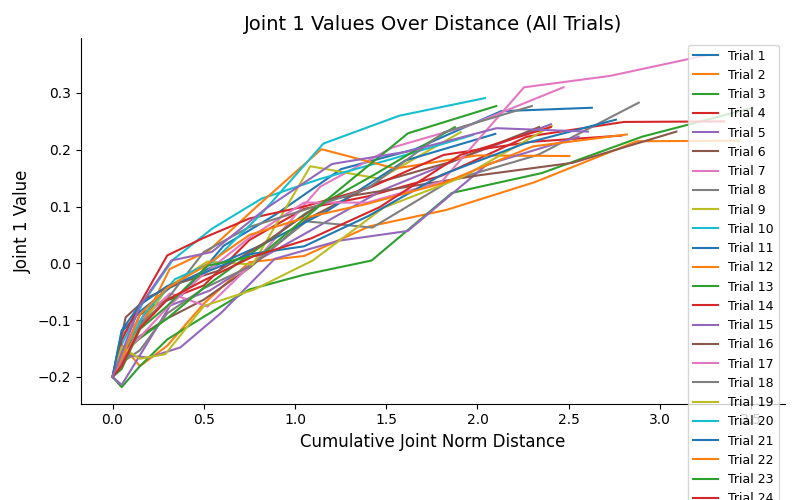 Joint 1 Values Over Distance (All Trials)
Joint 1 Value
0.3
0.2
0.1
0.0
−0.1
−0.2
0.0 0.5 1.0 1.5 2.0 2.5 3.0
Cumulative Joint Norm Distance
Trial 1
Trial 2
Trial 3
Trial 4
Trial 5
Trial 6
Trial 7
Trial 8
Trial 9
Trial 10
Trial 11
Trial 12
Trial 13
Trial 14
Trial 15
Trial 16
Trial 17
Trial 18
Trial 19
Trial 20
Trial 21
Trial 22
Trial 23
Trial 24